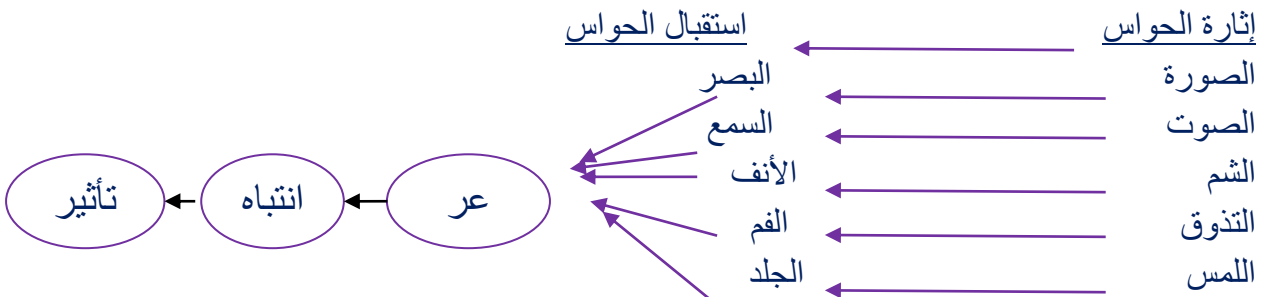 إثارة الحواس
استقبال الحواس
الصورة
البصر
الصوت
السمع
الشم
الأنف
التذوق
الفم
اللمس
الجلد
عر
انتباه
تأثير